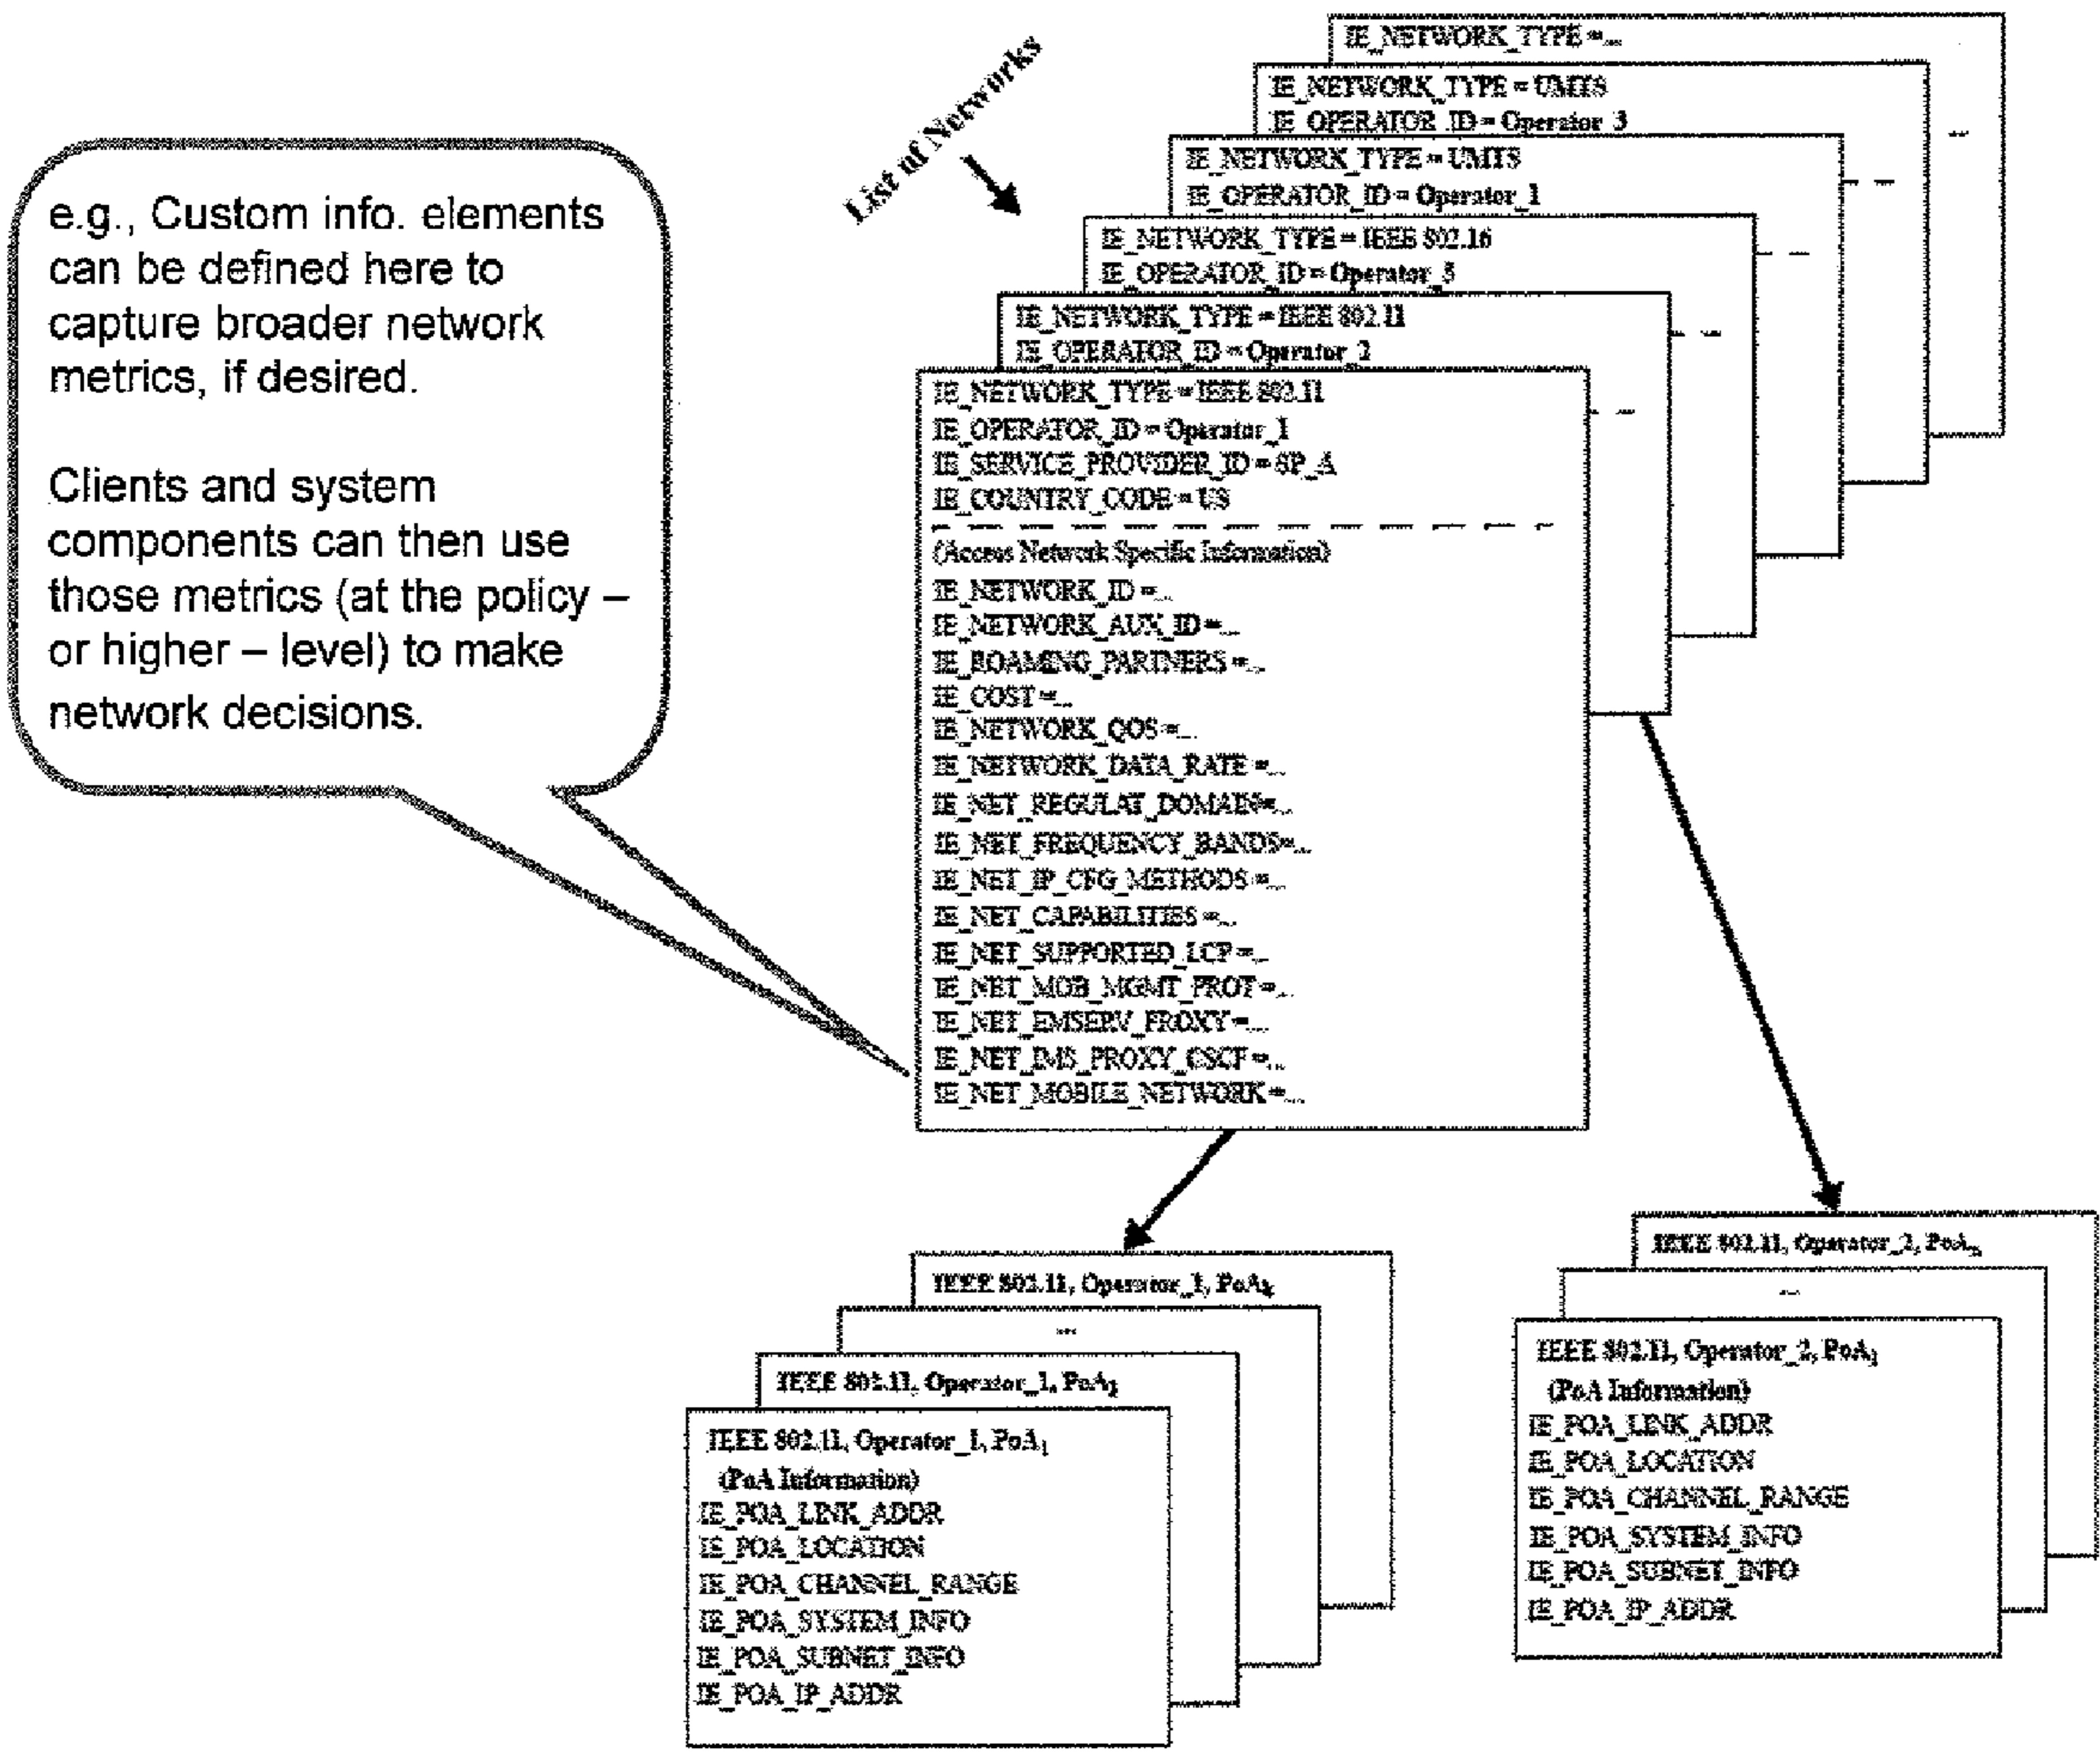 List of Networks
IE_NETWORK_TYPE =...
IE_NETWORK_TYPE = UMTS
IE_OPERATOR_ID = Operator_3
...
IE_NETWORK_TYPE = UMTS
IE_OPERATOR_ID = Operator_1
IE_NETWORK_TYPE = IEEE 802.16
IE_OPERATOR_ID = Operator_5
IE_NETWORK_TYPE = IEEE 802.11
IE_OPERATOR_ID = Operator_2
IE_NETWORK_TYPE = IEEE 802.11
IE_OPERATOR_ID = Operator_1
IE_SERVICE_PROVIDER_ID = SP_A
IE_COUNTRY_CODE = US
(Access Network Specific Information)
IE_NETWORK_ID =...
IE_NETWORK_AUX_ID =...
IE_ROAMING_PARTNERS =...
IE_COST =...
IE_NETWORK_QOS =...
IE_NETWORK_DATA_RATE =...
IE_NET_REGULAT_DOMAIN=...
IE_NET_FREQUENCY_BANDS=...
IE_NET_IP_CFG_METHODS =...
IE_NET_CAPABILITIES =...
IE_NET_SUPPORTED_LCP =...
IE_NET_MOB_MGMT_PROT =...
IE_NET_EMSERV_PROXY =...
IE_NET_IMS_PROXY_CSCF =...
IE_NET_MOBILE_NETWORK =...
e.g., Custom info. elements
can be defined here to
capture broader network
metrics, if desired.
Clients and system
components can then use
those metrics (at the policy –
or higher – level) to make
network decisions.
IEEE 802.11, Operator_1, PoAk
...
IEEE 802.11, Operator_1, PoA2
IEEE 802.11, Operator_1, PoA1
(PoA Information)
IE_POA_LINK_ADDR
IE_POA_LOCATION
IE_POA_CHANNEL_RANGE
IE_POA_SYSTEM_INFO
IE_POA_SUBNET_INFO
IE_POA_IP_ADDR
IEEE 802.11, Operator_2, PoAn
...
IEEE 802.11, Operator_2, PoA1
(PoA Information)
IE_POA_LINK_ADDR
IE_POA_LOCATION
IE_POA_CHANNEL_RANGE
IE_POA_SYSTEM_INFO
IE_POA_SUBNET_INFO
IE_POA_IP_ADDR